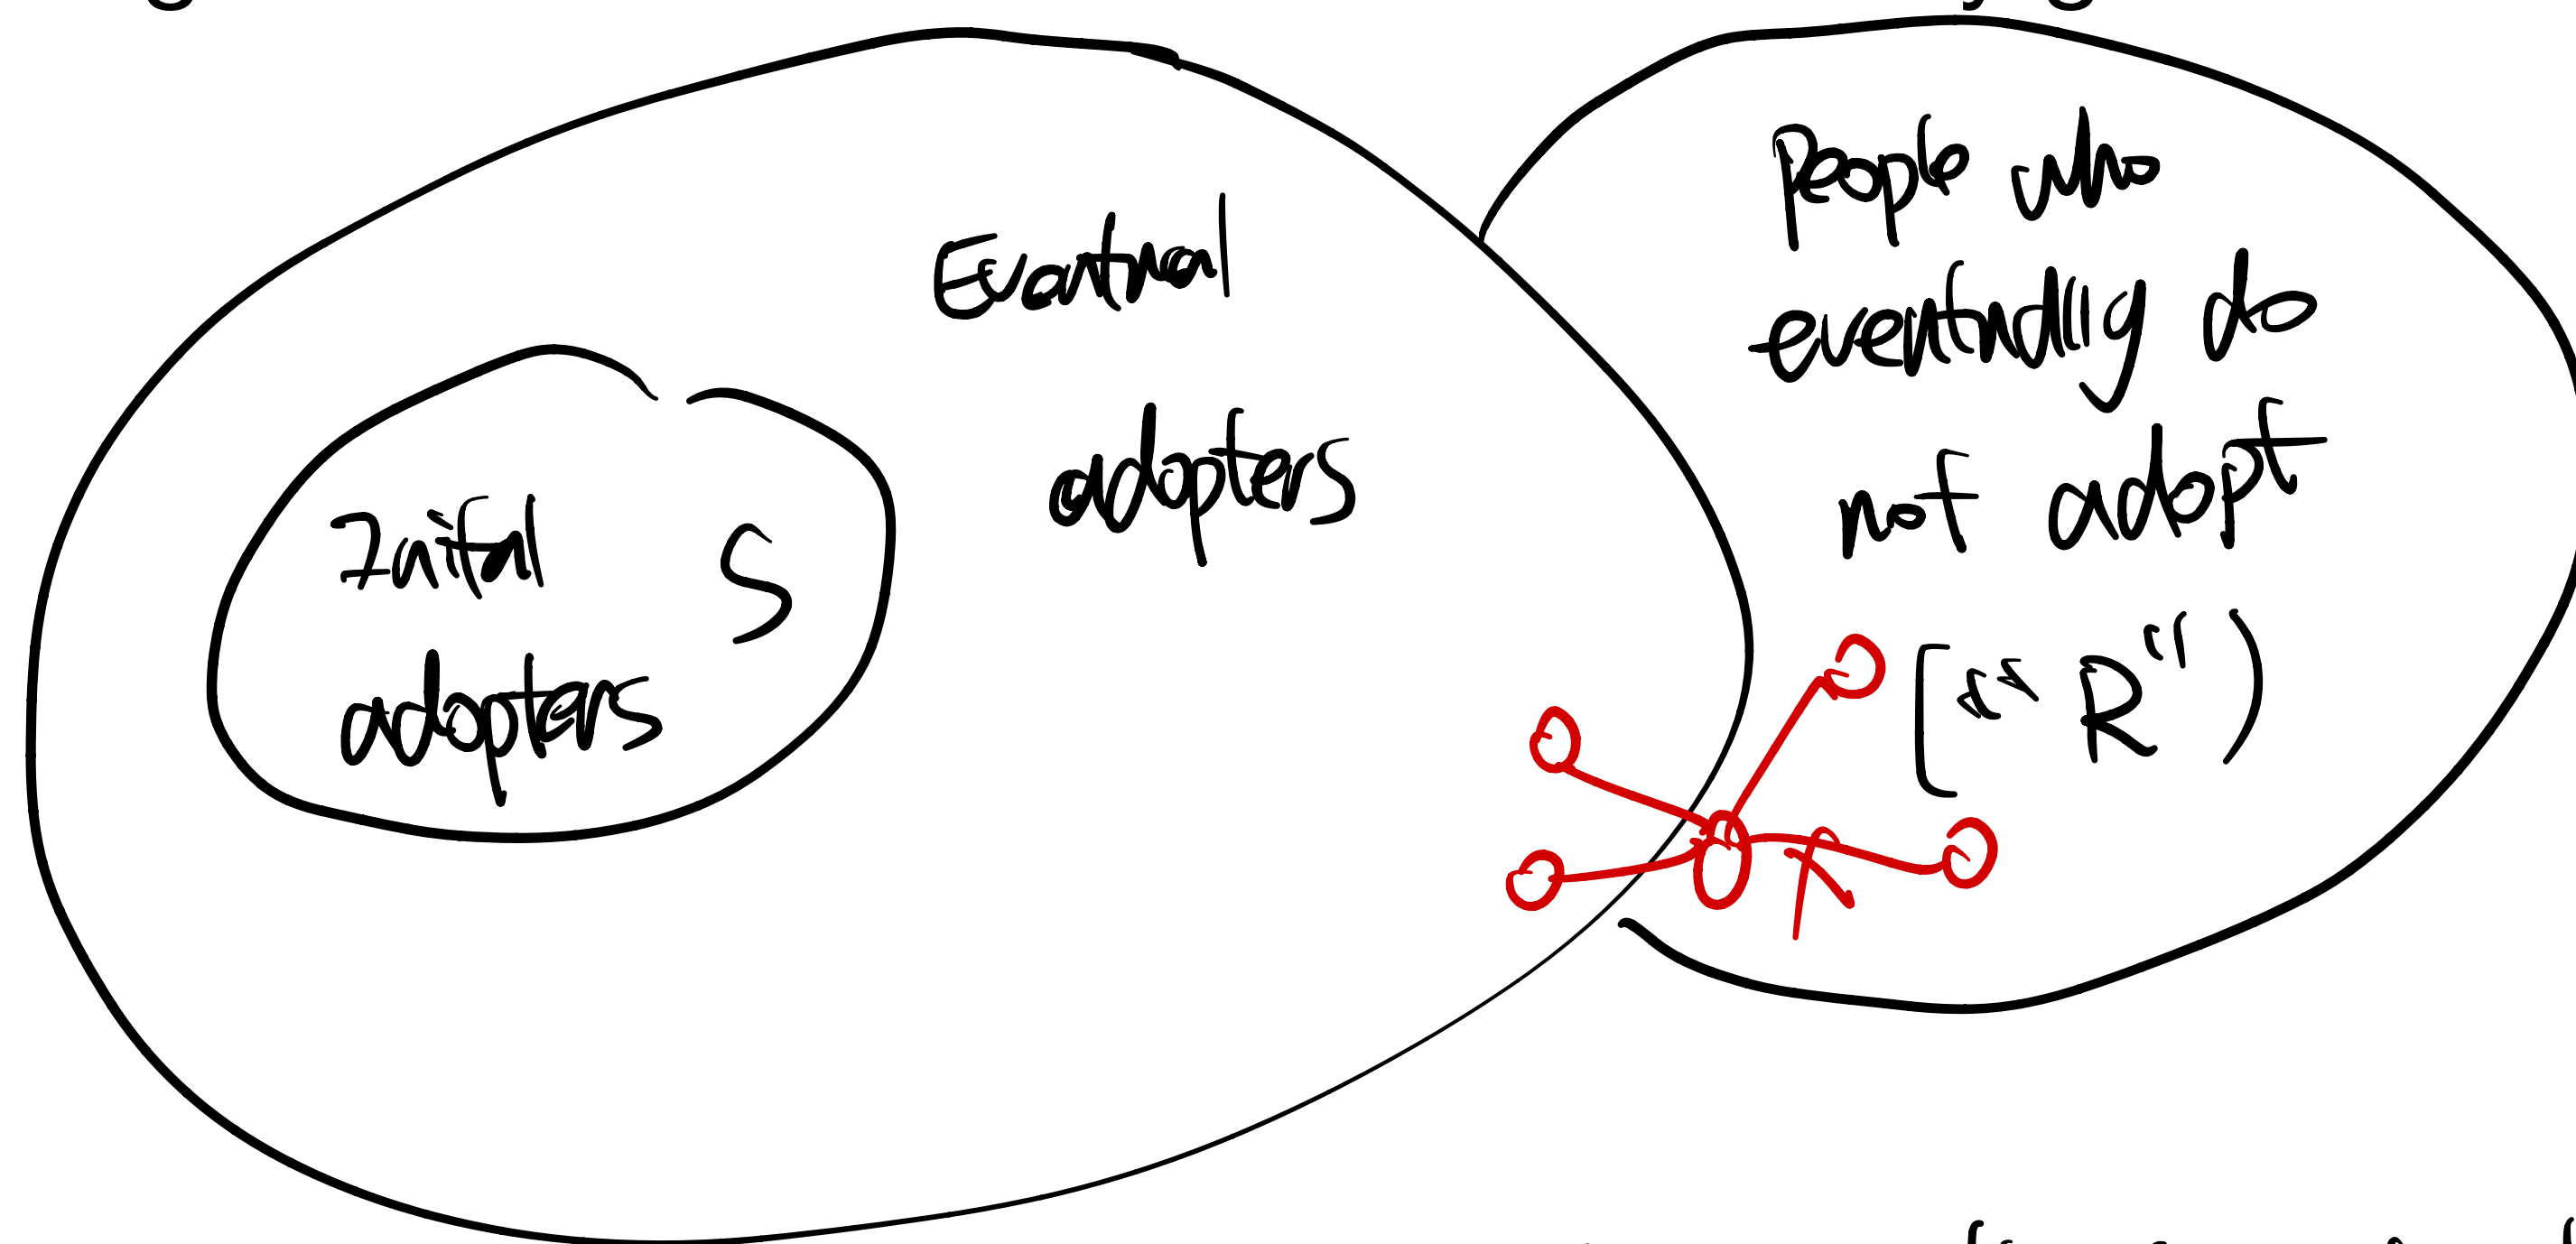 Eventual
adopters
Initial
adopters
S
People who
eventually do
not adopt
("R")